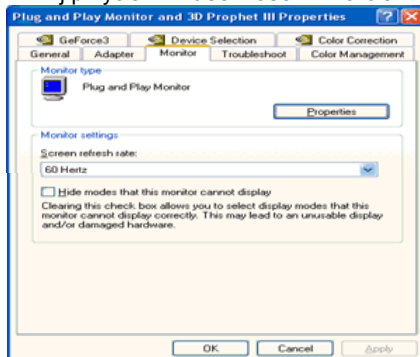 Plug and Play Monitor and 3D Prophet III Properties
GeForce3 Device Selection Color Correction
General Adapter Monitor Troubleshoot Color Management
Monitor type
Plug and Play Monitor
Properties
Monitor settings
Screen refresh rate:
60 Hertz
Hide modes that this monitor cannot display
Clearing this check box allows you to select display modes that this
monitor cannot display correctly. This may lead to an unusable display
and/or damaged hardware.
OK Cancel Apply